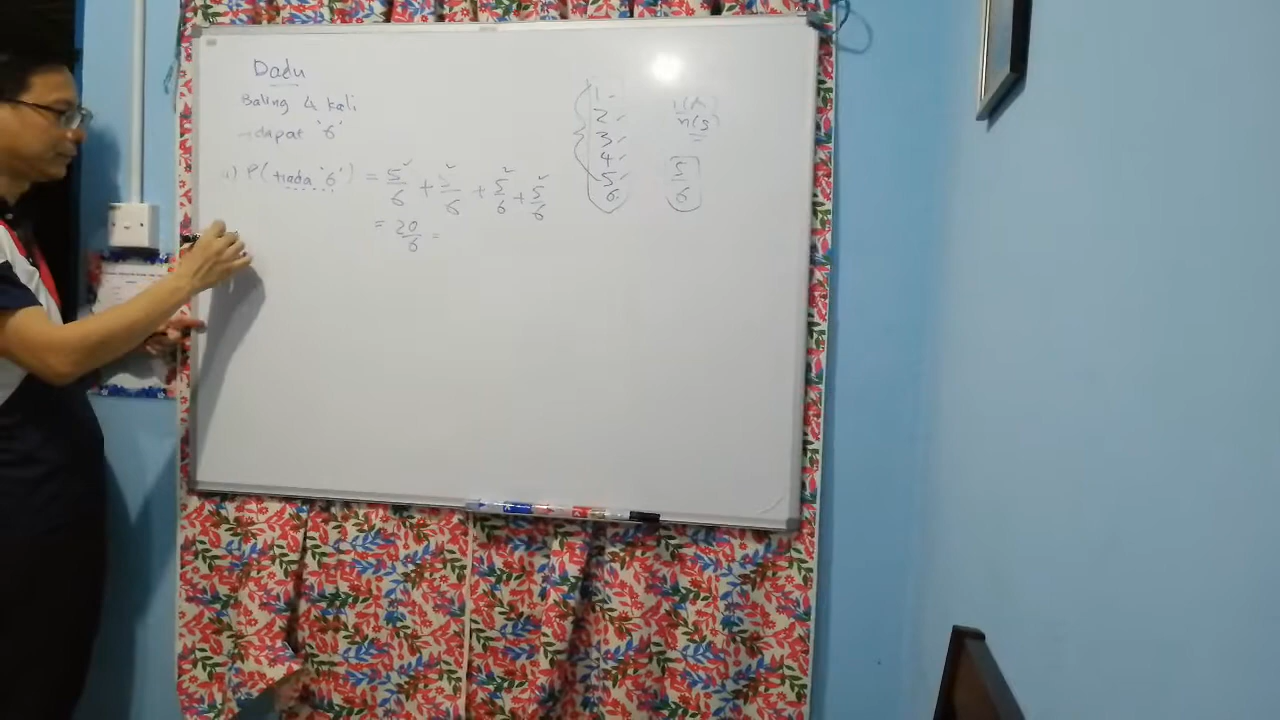 Dadu
Baling 4 kali
→ dapat '6'
a) P(tiada '6') = 5/6 + 5/6 + 5/6 + 5/6
= 20/6 =
1
2
3
4
5
6
n(A)
n(S)
5/6